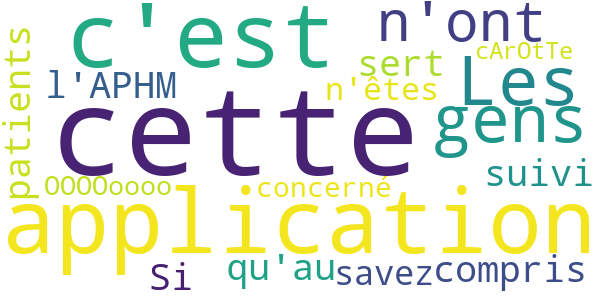 c'est
n'ont
cArOtTe
sert
Les
patients
l'APHM
n'êtes
cette
gens
suivi
OOOOoooo
concerné
application
Si
qu'au
savez
compris